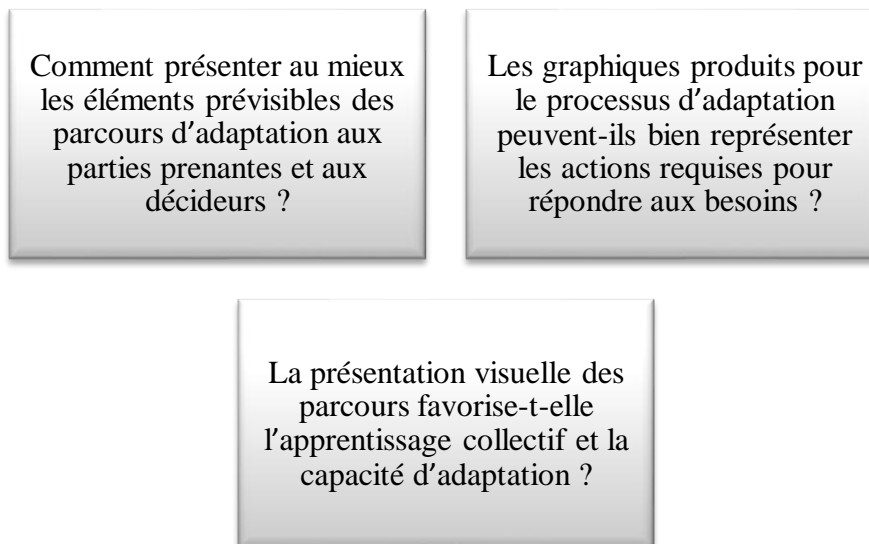 Comment présenter au mieux
les éléments prévisibles des
parcours d’adaptation aux
parties prenantes et aux
décideurs ?
Les graphiques produits pour
le processus d’adaptation
peuvent-ils bien représenter
les actions requises pour
répondre aux besoins ?
La présentation visuelle des
parcours favorise-t-elle
l’apprentissage collectif et la
capacité d’adaptation ?